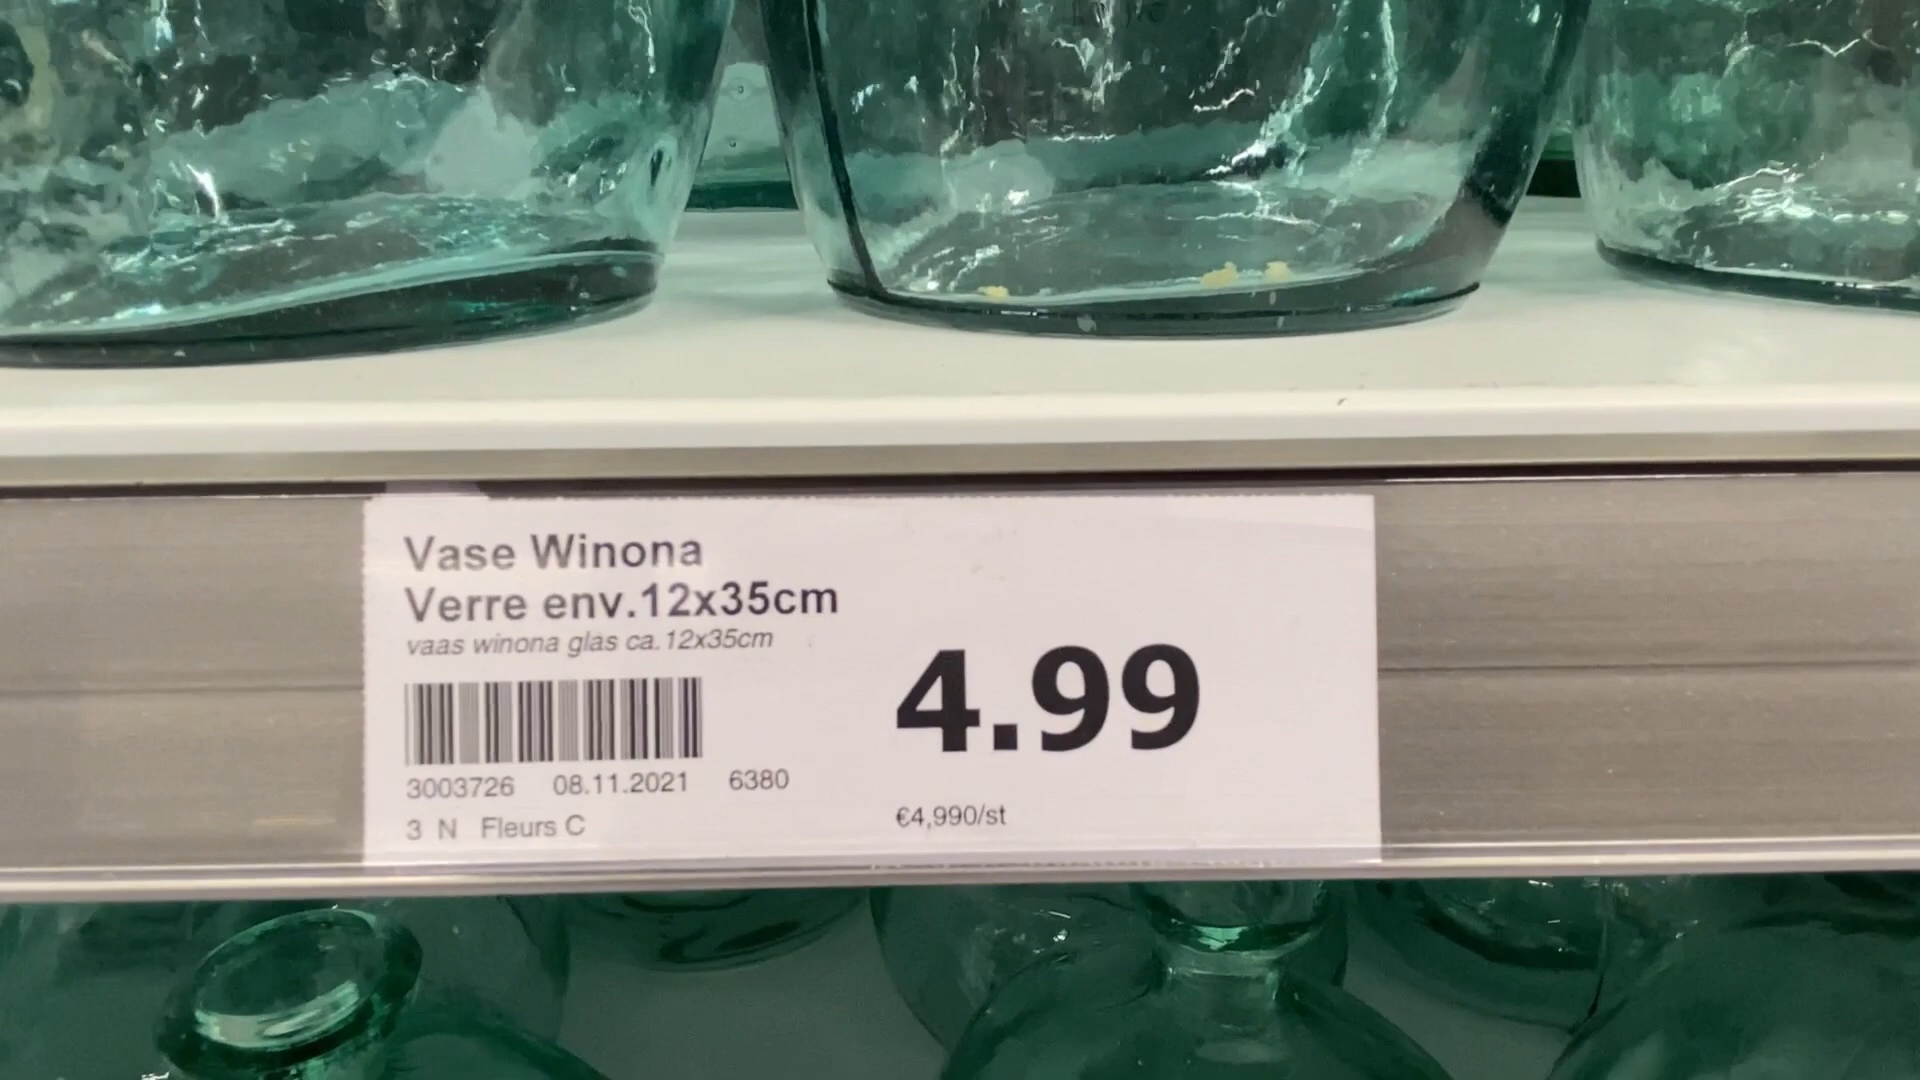 Vase Winona
Verre env.12x35cm
vaas winona glas ca.12x35cm
4.99
3003726 08.11.2021 6380
3 N Fleurs C
€4,990/st